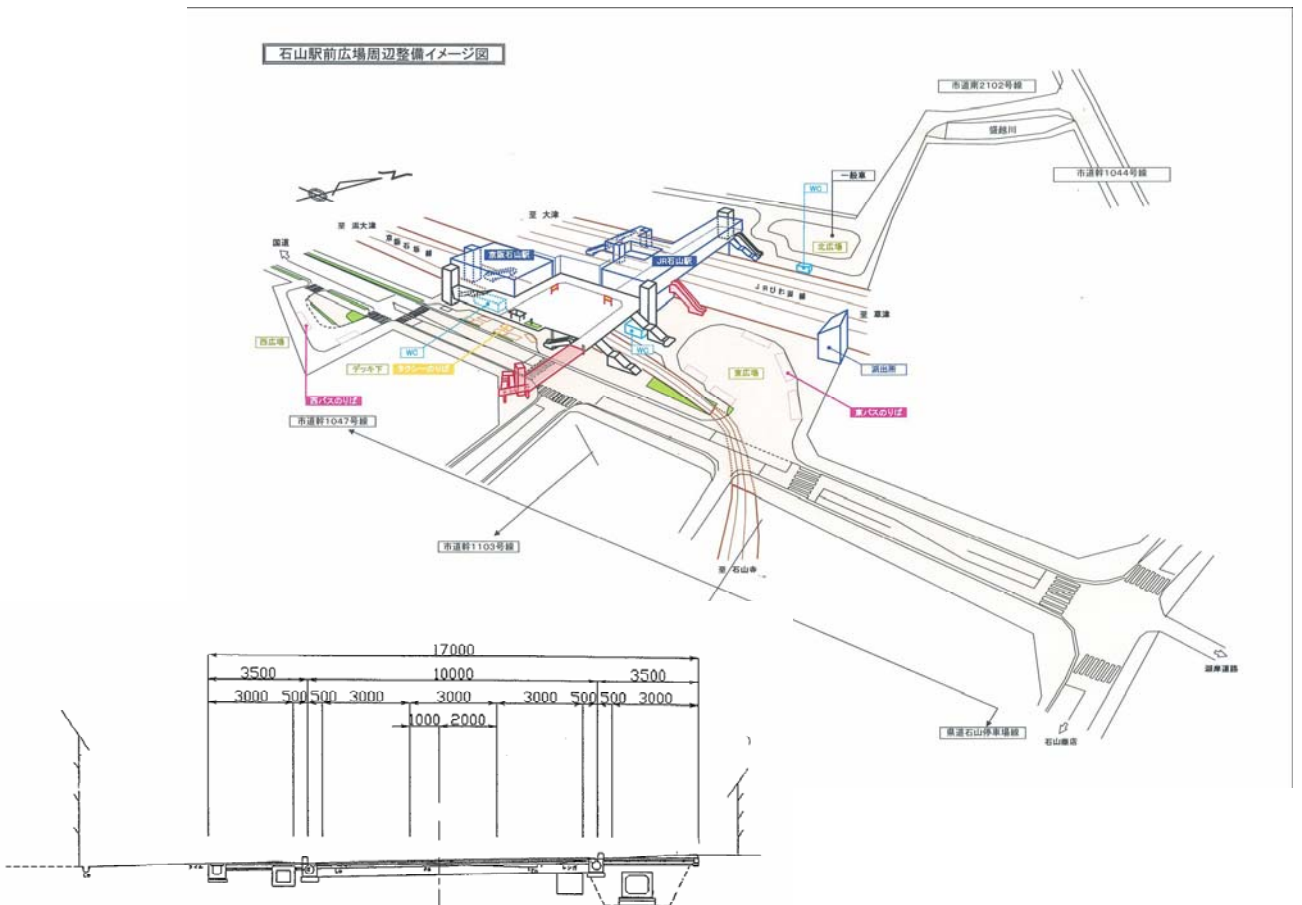 石山駅前広場周辺整備イメージ図
市道南2102号線
盛越川
市道幹1044号線
一般車
WC
北広場
至 大津
至 浜大津
国道
京阪石山駅
JR石山駅
JRびわ湖線
至 草津
派出所
WC
WC
西広場
デッキ下
タクシーのりば
東広場
西バスのりば
東バスのりば
市道幹1047号線
市道幹1103号線
至 石山寺
湖岸道路
県道石山停車場線
石山商店
17000
3500 10000 3500
3000 500 500 3000 3000 3000 500 500 3000
1000 2000